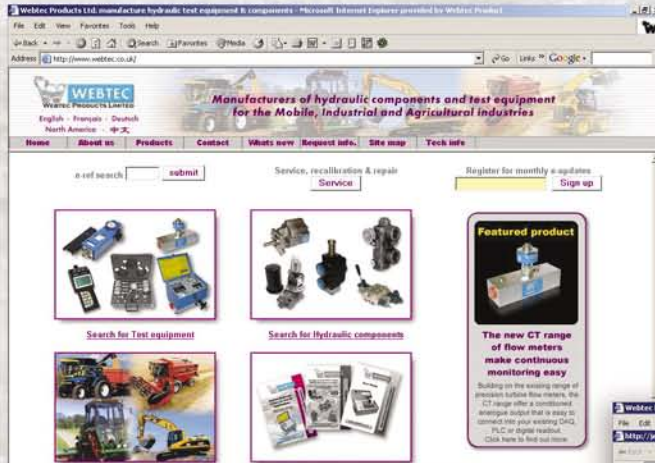 Webtec Products Ltd. manufacture hydraulic test equipment & components - Microsoft Internet Explorer provided by Webtec Product
File Edit View Favorites Tools Help
Back Search Favorites Media
Address http://www.webtec.co.uk/ Go Links Google
WEBTEC
WEBTEC PRODUCTS LIMITED
English - Français - Deutsch
North America - 中文
Manufacturers of hydraulic components and test equipment
for the Mobile, Industrial and Agricultural industries
Home About us Products Contact Whats new Request info. Site map Tech info
e-ref search submit
Service, recalibration & repair
Service
Register for monthly e-updates
Sign up
Search for Test equipment
Search for Hydraulic components
Featured product
The new CT range
of flow meters
make continuous
monitoring easy
Building on the existing range of
precision turbine flow meters, the
CT range offer a conditioned
analogue output that is easy to
connect into your existing DAQ,
PLC or digital readout.
Click here to find out more.
Webtec
File Edit
http://